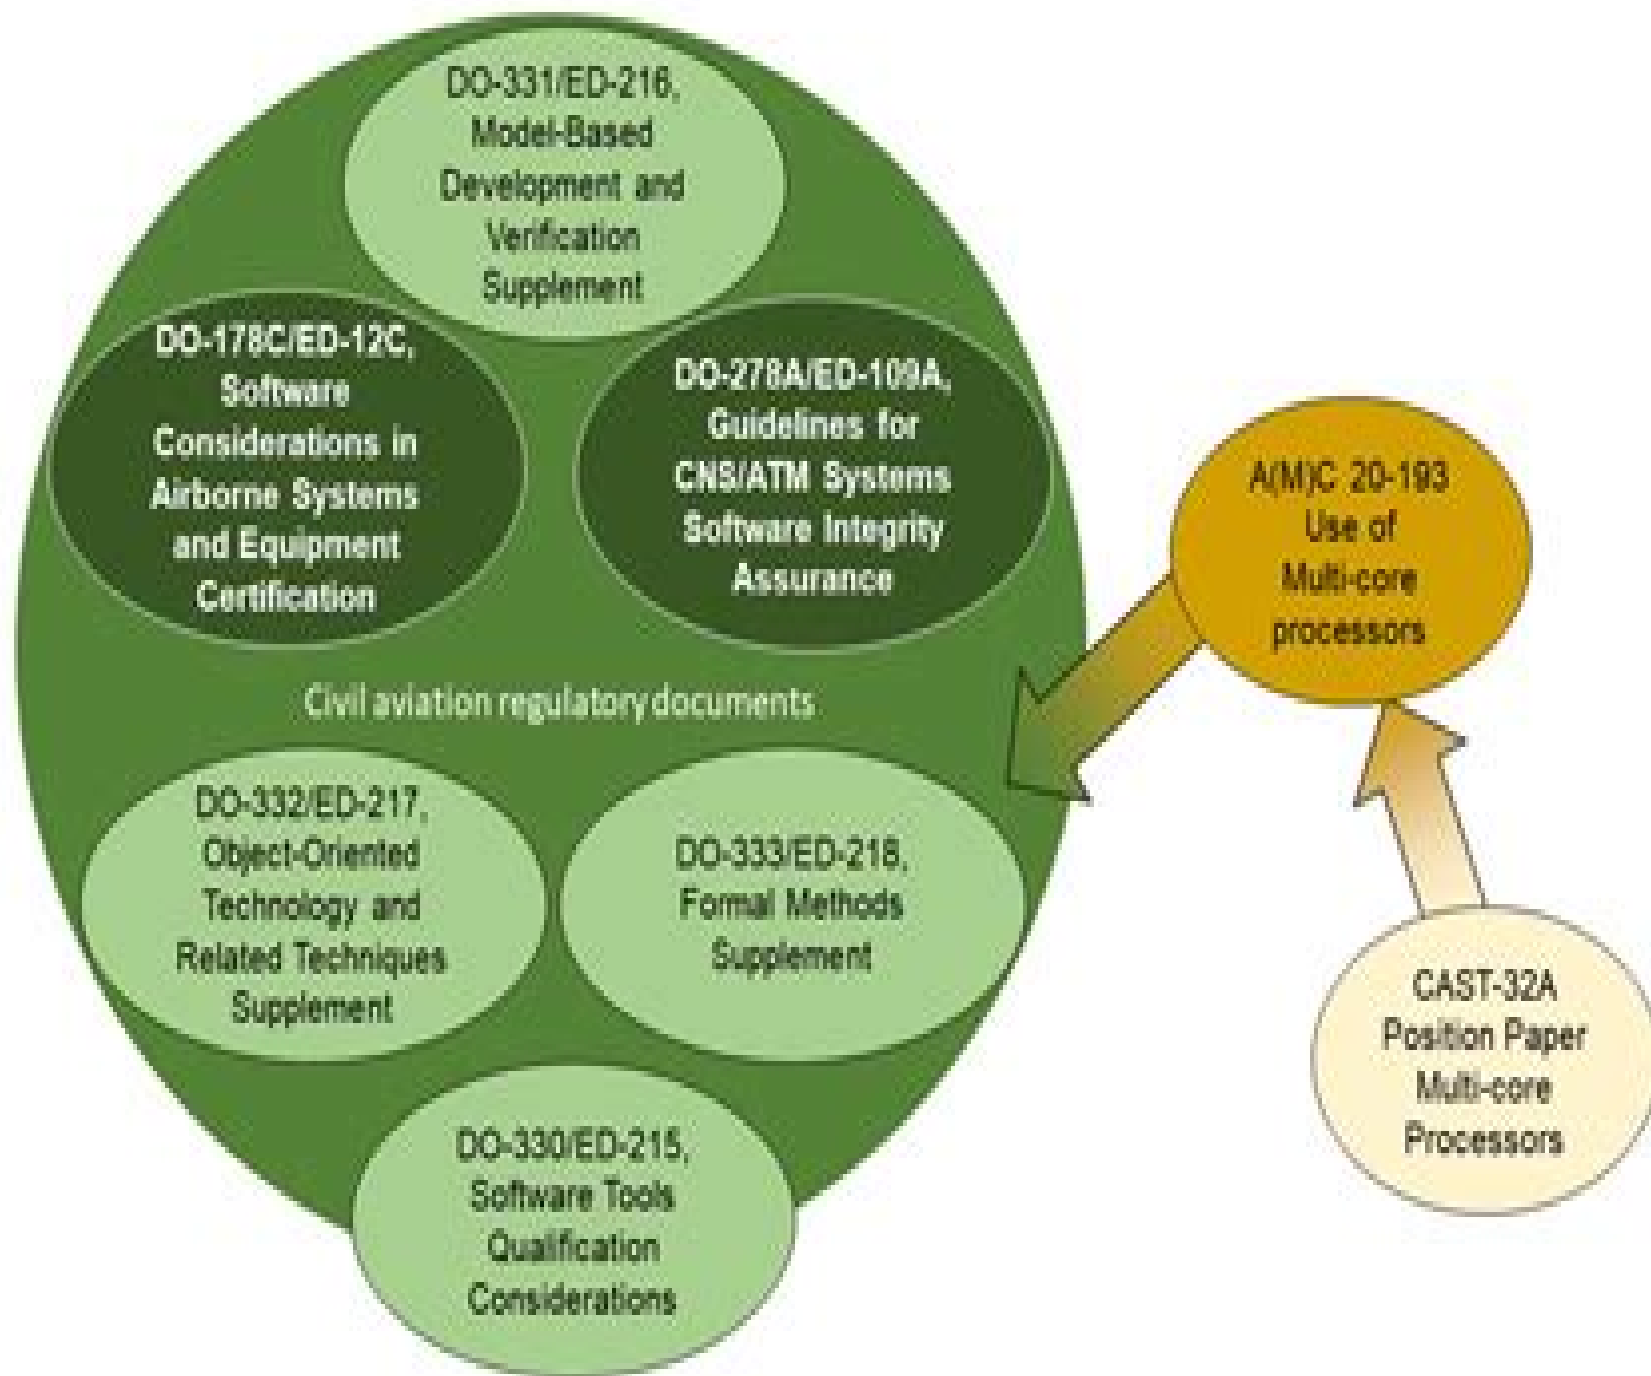 DO-331/ED-216,
Model-Based
Development and
Verification
Supplement
DO-178C/ED-12C,
Software
Considerations in
Airborne Systems
and Equipment
Certification
DO-278A/ED-109A,
Guidelines for
CNS/ATM Systems
Software Integrity
Assurance
A(M)C 20-193
Use of
Multi-core
processors
Civil aviation regulatory documents
DO-332/ED-217,
Object-Oriented
Technology and
Related Techniques
Supplement
DO-333/ED-218,
Formal Methods
Supplement
CAST-32A
Position Paper
Multi-core
Processors
DO-330/ED-215,
Software Tools
Qualification
Considerations